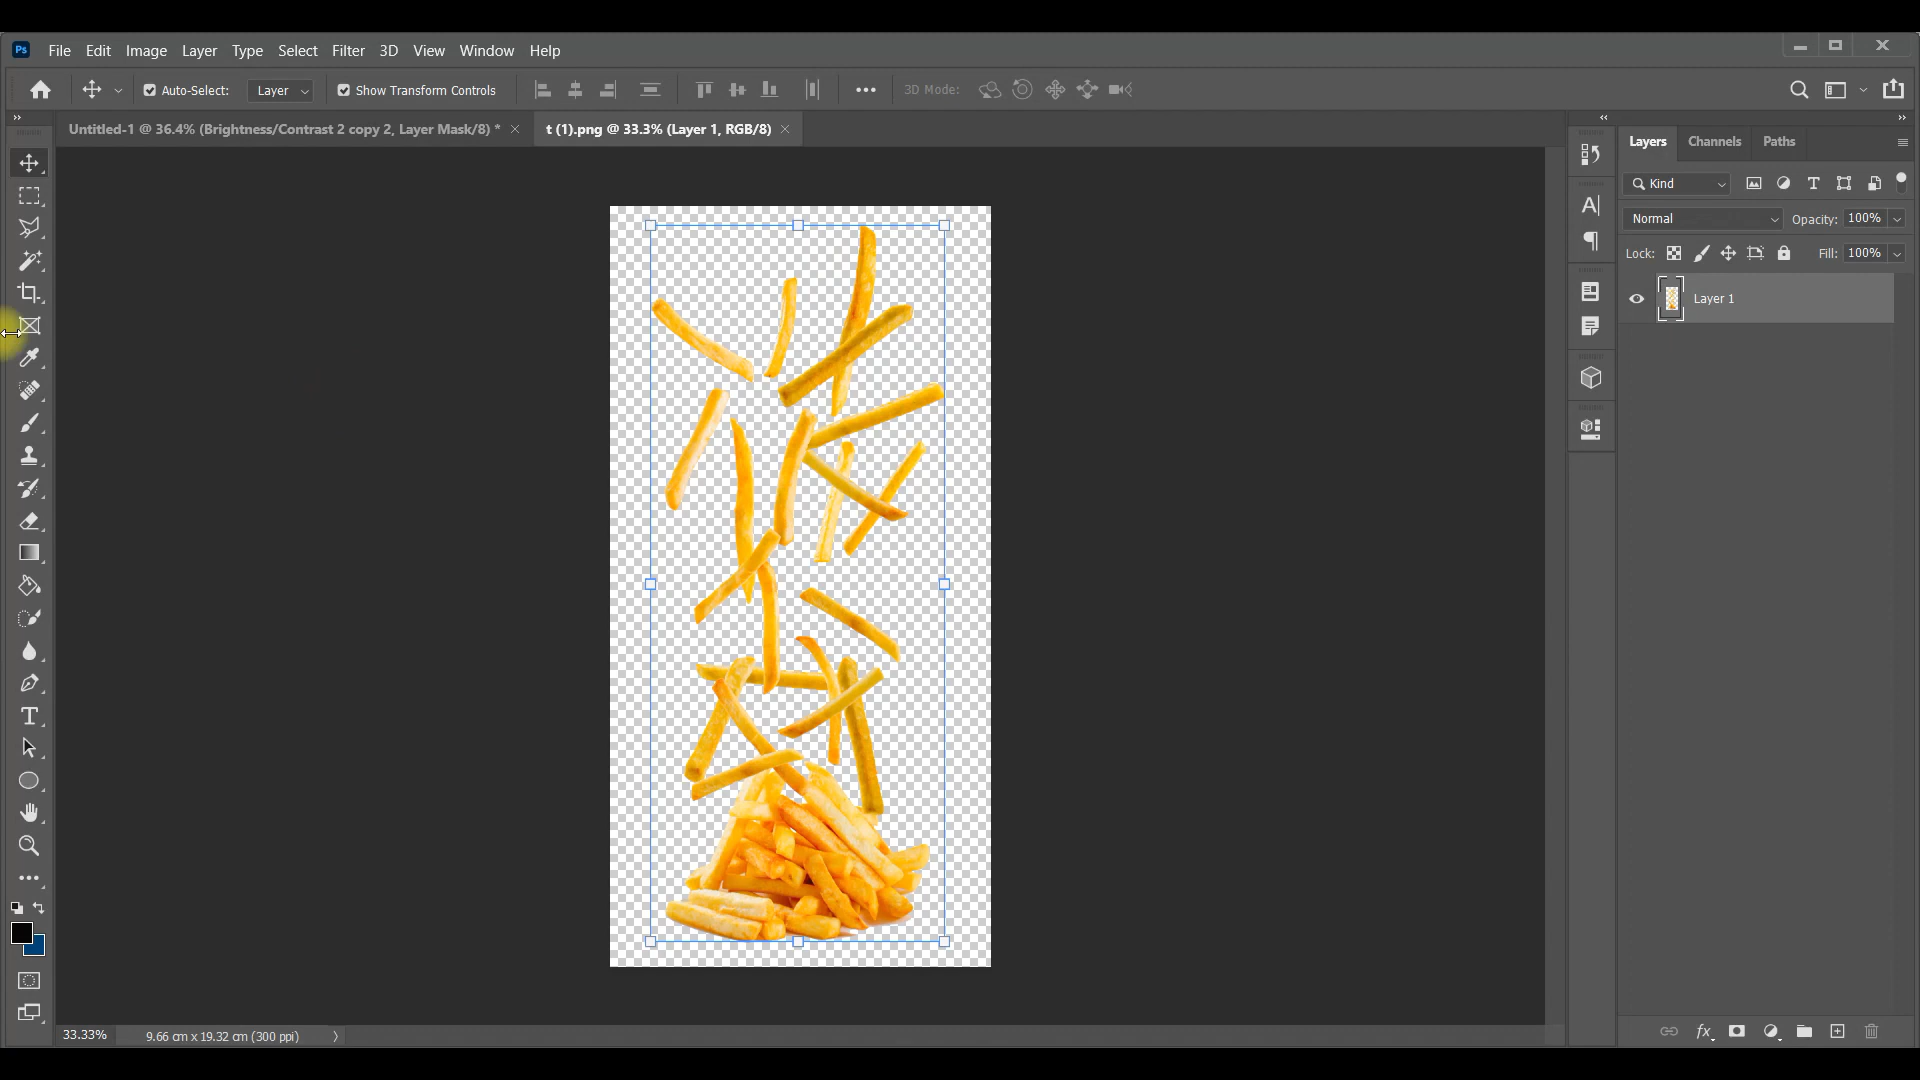 Ps File Edit Image Layer Type Select Filter 3D View Window Help
Auto-Select: Layer Show Transform Controls 3D Mode:
Untitled-1 @ 36.4% (Brightness/Contrast 2 copy 2, Layer Mask/8) * t (1).png @ 33.3% (Layer 1, RGB/8)
Layers Channels Paths
Kind
Normal Opacity: 100%
Lock: Fill: 100%
Layer 1
33.33% 9.66 cm x 19.32 cm (300 ppi)
fx